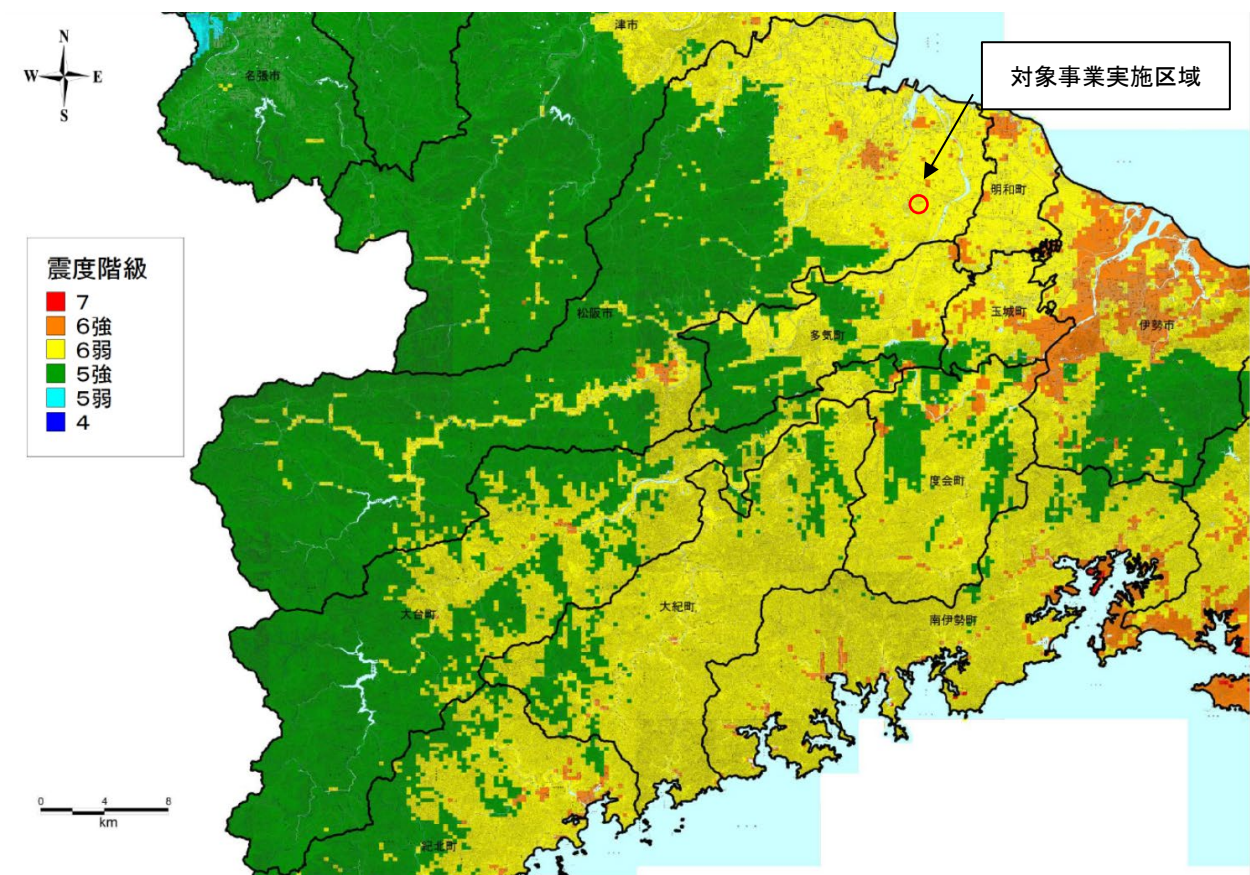 津市
N
W E
S
名張市
対象事業実施区域
明和町
震度階級
7
6強
6弱
5強
5弱
4
松阪市
多気町
玉城町
伊勢市
度会町
大台町
大紀町
南伊勢町
0 4 8
km
紀北町